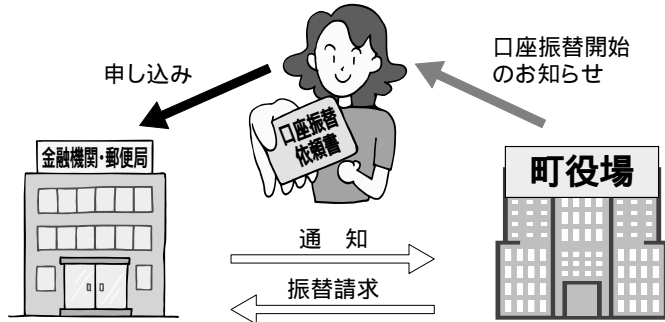 口座振替開始
のお知らせ
申し込み
口座振替
依頼書
金融機関・郵便局
町役場
通　知
振替請求